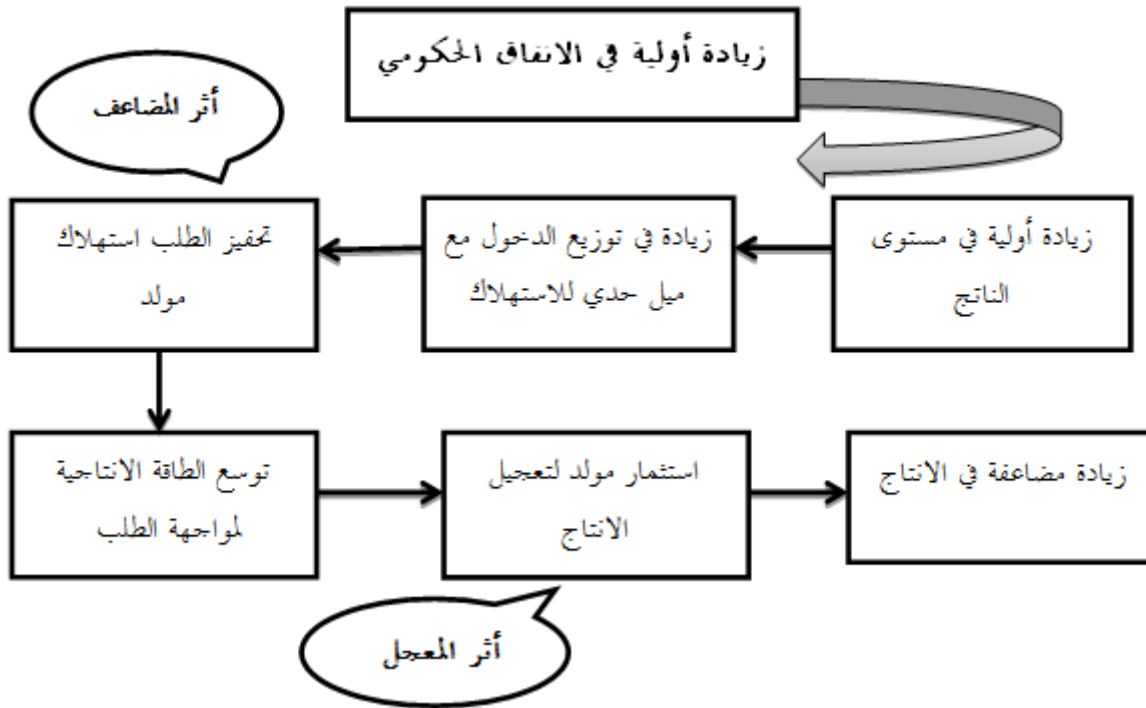 زيادة أولية في الانفاق الحكومي
أثر المضاعف
زيادة أولية في مستوى
الناتج
زيادة في توزيع الدخول مع
ميل حدي للاستهلاك
تحفيز الطلب استهلاك
مولد
توسع الطاقة الانتاجية
لمواجهة الطلب
استثمار مولد لتعجيل
الانتاج
زيادة مضاعفة في الانتاج
أثر المعجل